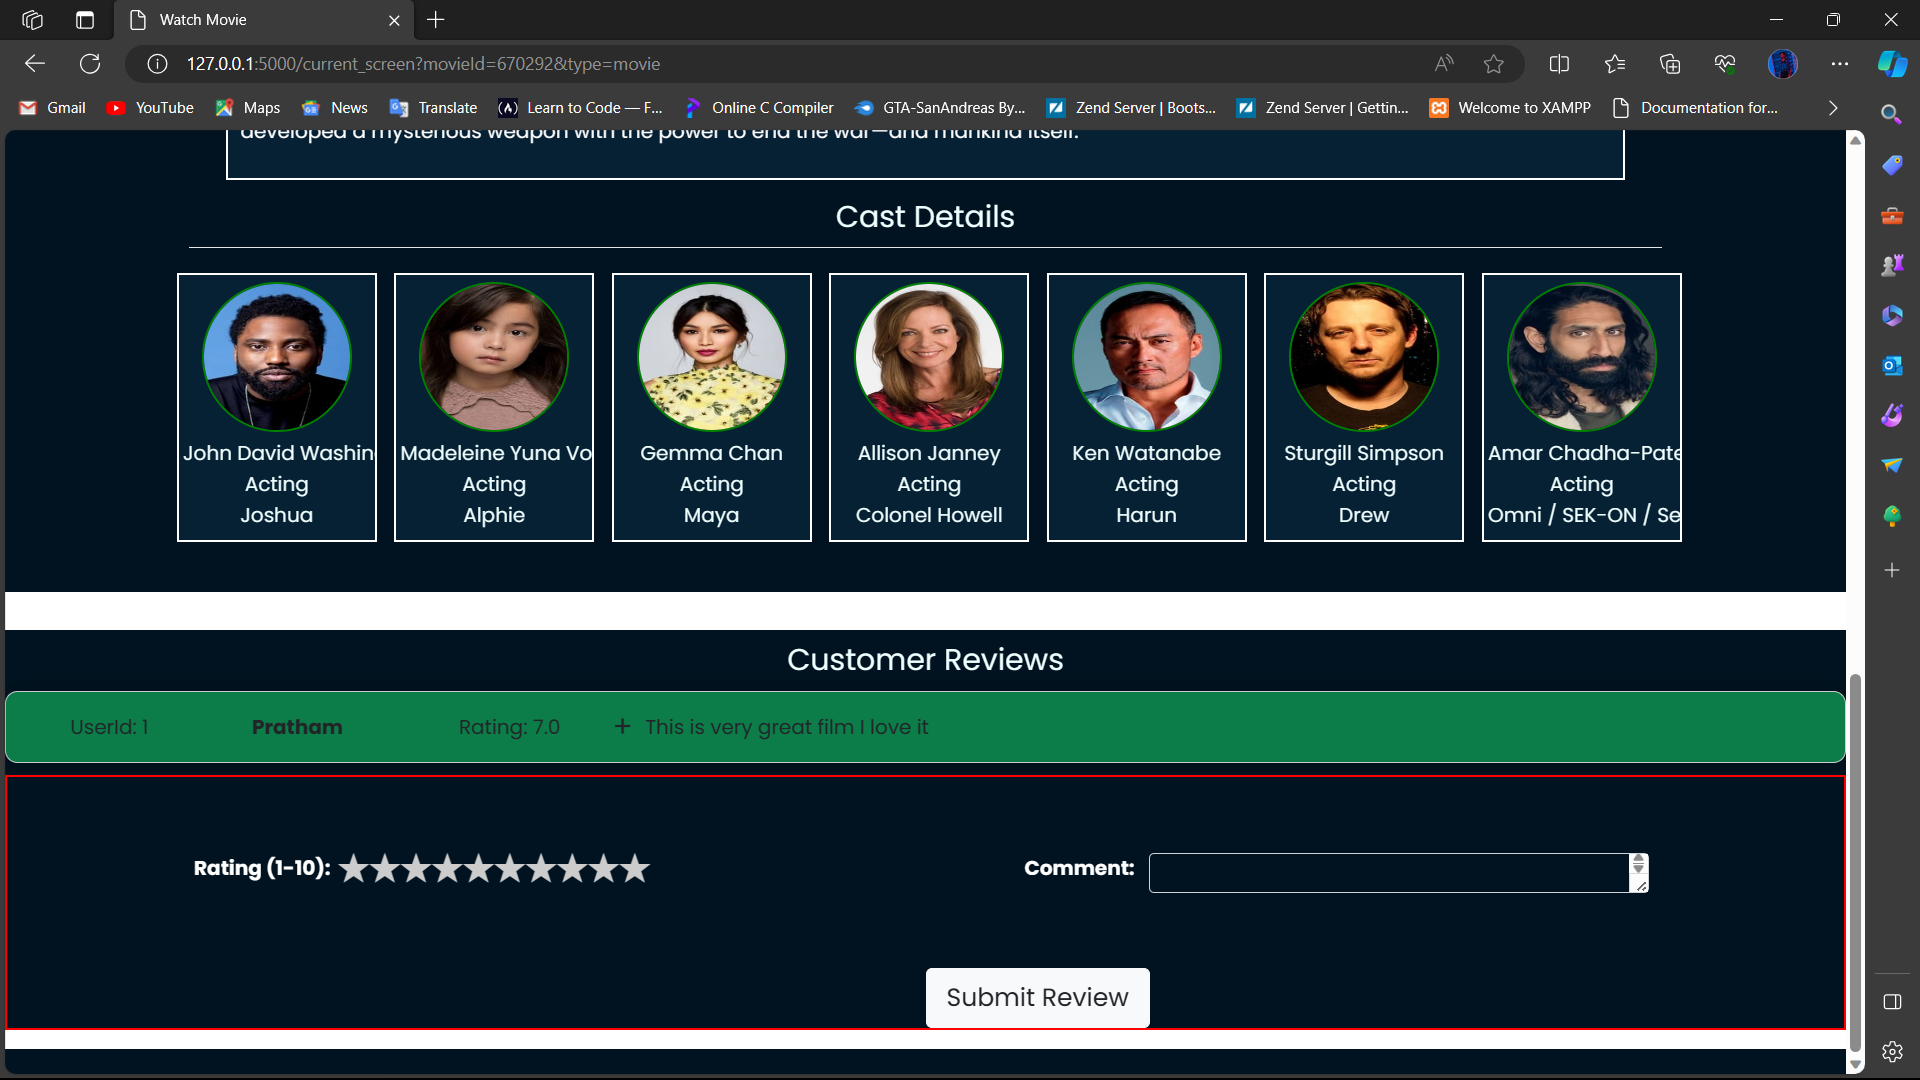 Watch Movie
127.0.0.1:5000/current_screen?movieId=670292&type=movie
Gmail YouTube Maps News Translate Learn to Code — F... Online C Compiler GTA-SanAndreas By... Zend Server | Boots... Zend Server | Gettin... Welcome to XAMPP Documentation for...
developed a mysterious weapon with the power to end the war—and mankind itself.
Cast Details
John David Washin Madeleine Yuna Vo Gemma Chan Allison Janney Ken Watanabe Sturgill Simpson Amar Chadha-Pate
Acting Acting Acting Acting Acting Acting Acting
Joshua Alphie Maya Colonel Howell Harun Drew Omni / SEK-ON / Se
Customer Reviews
UserId: 1 Pratham Rating: 7.0 + This is very great film I love it
Rating (1-10): ★★★★★★★★★★ Comment:
Submit Review